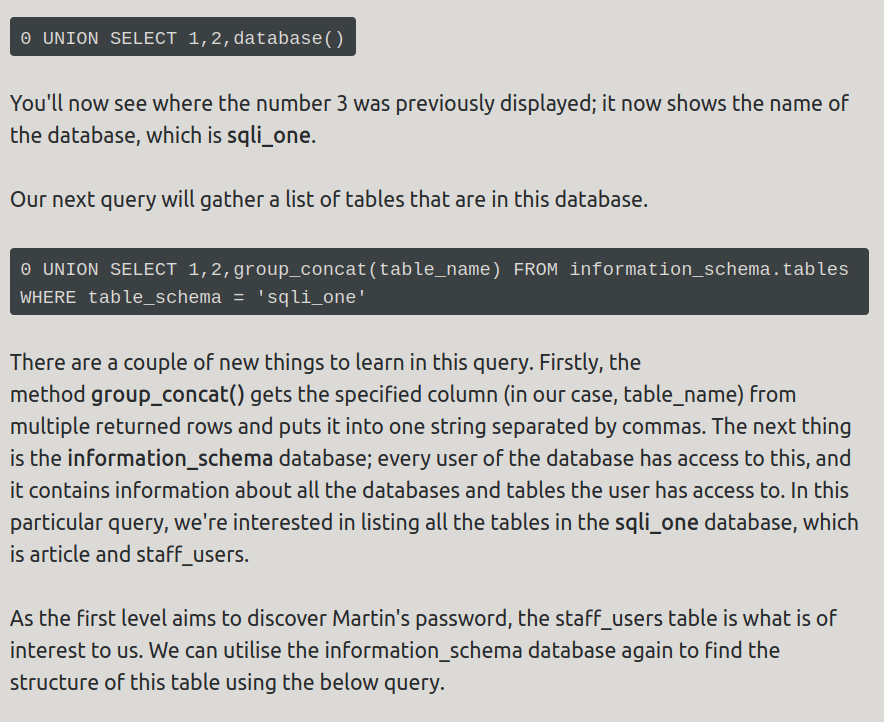 0 UNION SELECT 1,2,database()
You'll now see where the number 3 was previously displayed; it now shows the name of
the database, which is sqli_one.
Our next query will gather a list of tables that are in this database.
0 UNION SELECT 1,2,group_concat(table_name) FROM information_schema.tables
WHERE table_schema = 'sqli_one'
There are a couple of new things to learn in this query. Firstly, the
method group_concat() gets the specified column (in our case, table_name) from
multiple returned rows and puts it into one string separated by commas. The next thing
is the information_schema database; every user of the database has access to this, and
it contains information about all the databases and tables the user has access to. In this
particular query, we're interested in listing all the tables in the sqli_one database, which
is article and staff_users.
As the first level aims to discover Martin's password, the staff_users table is what is of
interest to us. We can utilise the information_schema database again to find the
structure of this table using the below query.